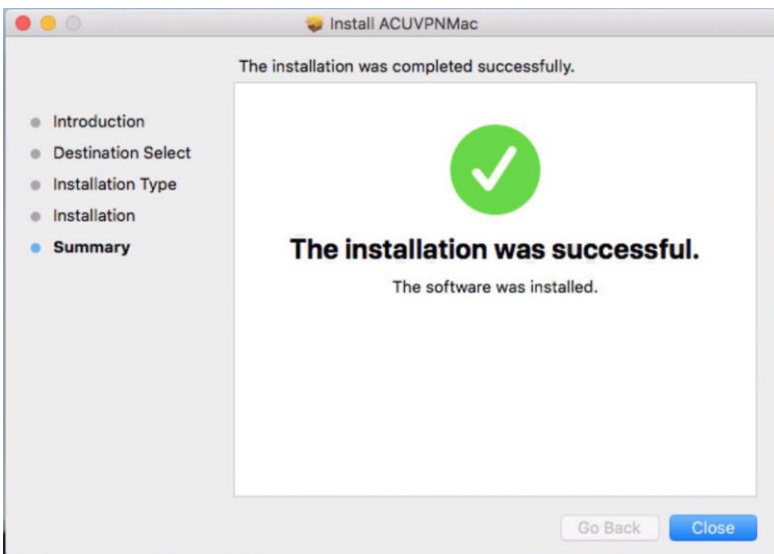 Install ACUVPNMac
The installation was completed successfully.
Introduction
Destination Select
Installation Type
Installation
Summary
The installation was successful.
The software was installed.
Go Back
Close